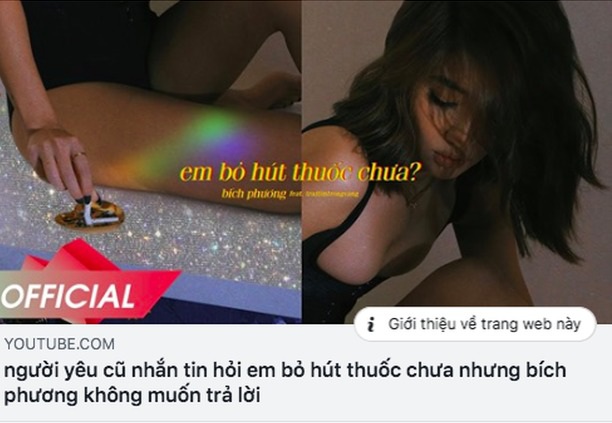 em bỏ hút thuốc chưa?
bích phương feat.
OFFICIAL
i Giới thiệu về trang web này
YOUTUBE.COM
người yêu cũ nhắn tin hỏi em bỏ hút thuốc chưa nhưng bích
phương không muốn trả lời